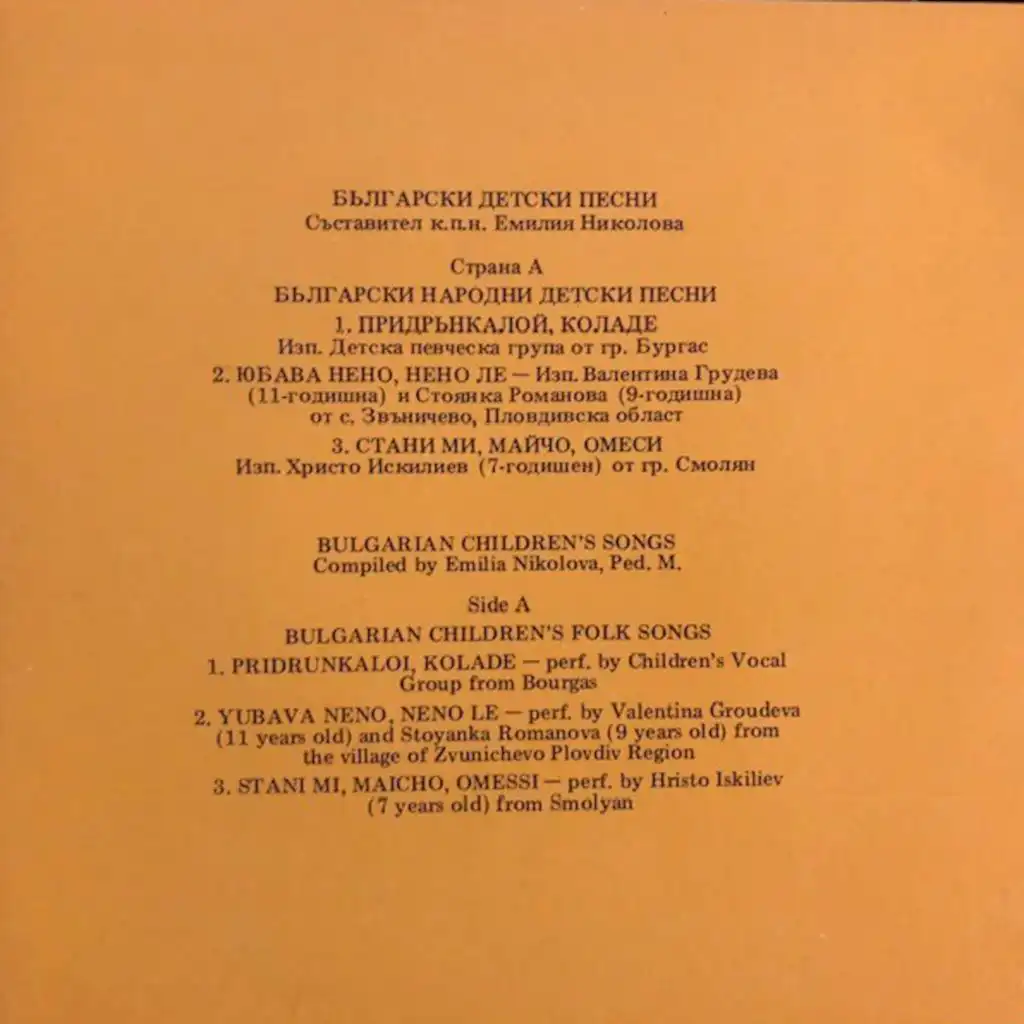 БЪЛГАРСКИ ДЕТСКИ ПЕСНИ
Съставител к.п.н. Емилия Николова
Страна А
БЪЛГАРСКИ НАРОДНИ ДЕТСКИ ПЕСНИ
1. ПРИДРЪНКАЛОЙ, КОЛАДЕ
Изп. Детска певческа група от гр. Бургас
2. ЮБАВА НЕНО, НЕНО ЛЕ — Изп. Валентина Грудева
(11-годишна) и Стоянка Романова (9-годишна)
от с. Звъничево, Пловдивска област
3. СТАНИ МИ, МАЙЧО, ОМЕСИ
Изп. Христо Искилиев (7-годишен) от гр. Смолян
BULGARIAN CHILDREN'S SONGS
Compiled by Emilia Nikolova, Ped. M.
Side A
BULGARIAN CHILDREN'S FOLK SONGS
1. PRIDRUNKALOI, KOLADE — perf. by Children's Vocal
Group from Bourgas
2. YUBAVA NENO, NENO LE — perf. by Valentina Groudeva
(11 years old) and Stoyanka Romanova (9 years old) from
the village of Zvunichevo Plovdiv Region
3. STANI MI, MAICHO, OMESSI — perf. by Hristo Iskiliev
(7 years old) from Smolyan